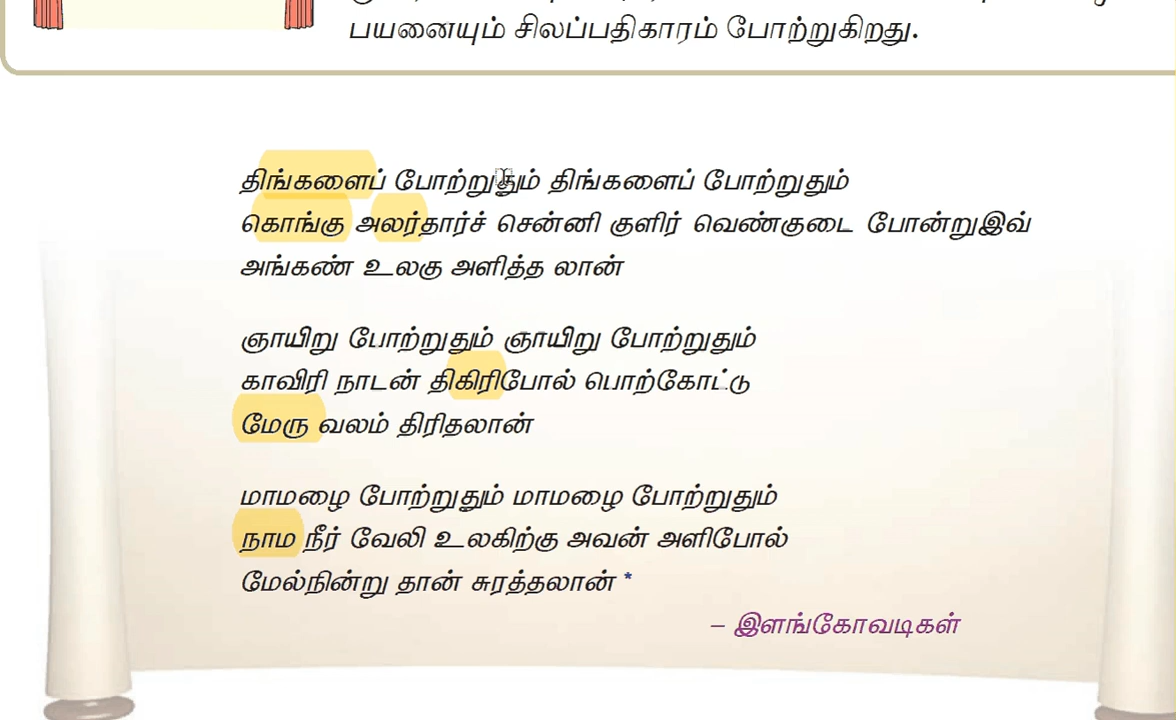 பயனையும் சிலப்பதிகாரம் போற்றுகிறது.
திங்களைப் போற்றுதும் திங்களைப் போற்றுதும்
கொங்கு அலர்தார்ச் சென்னி குளிர் வெண்குடை போன்றுஇவ்
அங்கண் உலகு அளித்த லான்
ஞாயிறு போற்றுதும் ஞாயிறு போற்றுதும்
காவிரி நாடன் திகிரிபோல் பொற்கோட்டு
மேரு வலம் திரிதலான்
மாமழை போற்றுதும் மாமழை போற்றுதும்
நாம நீர் வேலி உலகிற்கு அவன் அளிபோல்
மேல்நின்று தான் சுரத்தலான் *
– இளங்கோவடிகள்